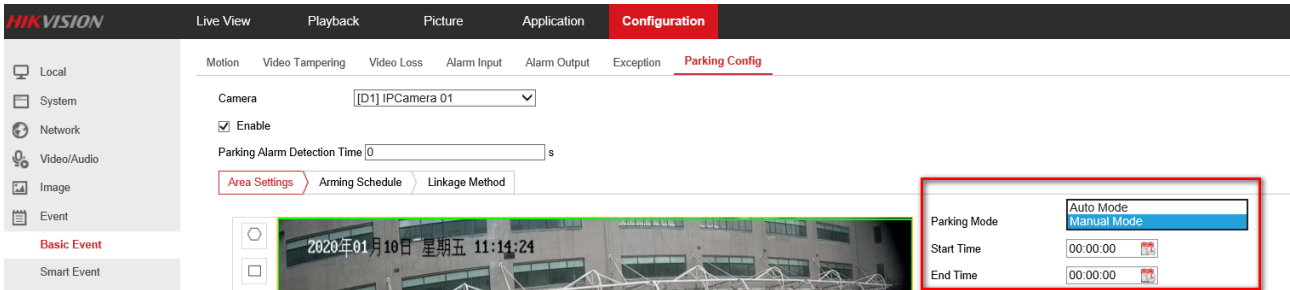 HIKVISION
Live View Playback Picture Application Configuration
Local
System
Network
Video/Audio
Image
Event
Basic Event
Smart Event
Motion Video Tampering Video Loss Alarm Input Alarm Output Exception Parking Config
Camera [D1] IPCamera 01
Enable
Parking Alarm Detection Time 0 s
Area Settings Arming Schedule Linkage Method
2020年01月10日 星期五 11:14:24
Parking Mode
Auto Mode
Manual Mode
Start Time 00:00:00
End Time 00:00:00